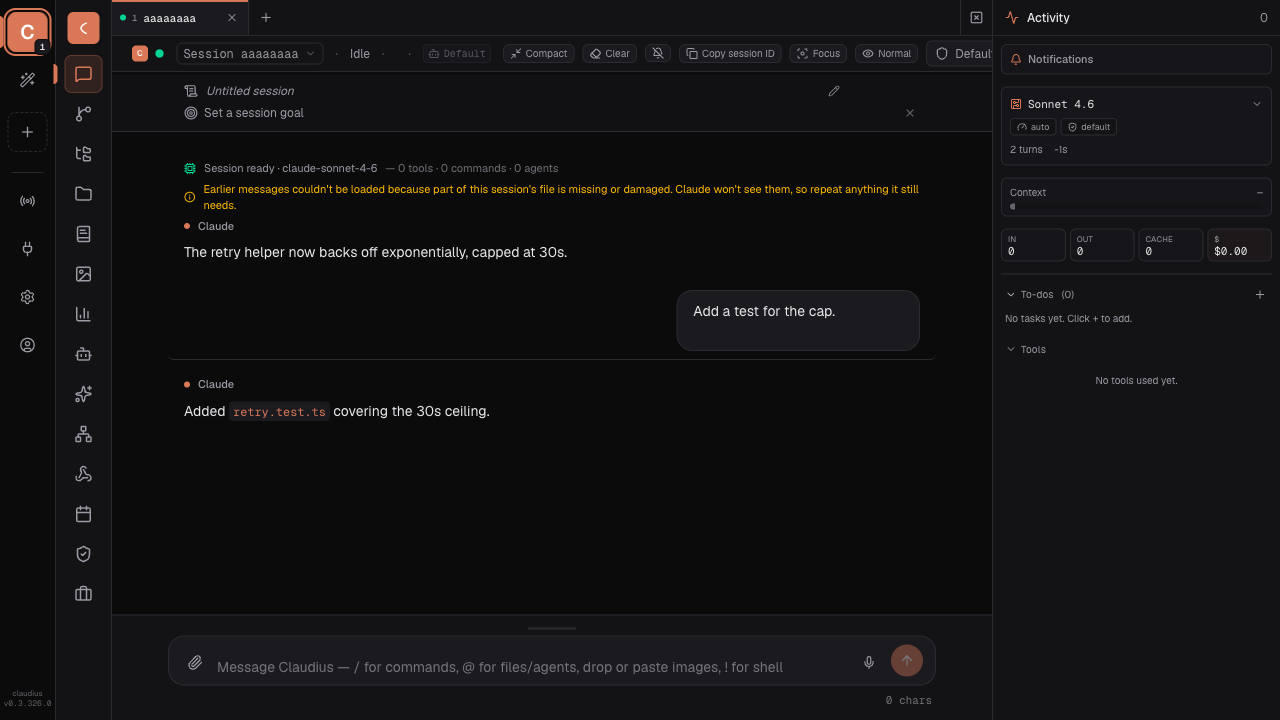 C
1
claudius
v0.3.326.0
1 aaaaaaaa
C Session aaaaaaaa · Idle · · Default Compact Clear Copy session ID Focus Normal Defaul
Untitled session
Set a session goal
Session ready · claude-sonnet-4-6 — 0 tools · 0 commands · 0 agents
Earlier messages couldn't be loaded because part of this session's file is missing or damaged. Claude won't see them, so repeat anything it still
needs.
Claude
The retry helper now backs off exponentially, capped at 30s.
Add a test for the cap.
Claude
Added retry.test.ts covering the 30s ceiling.
Message Claudius — / for commands, @ for files/agents, drop or paste images, ! for shell
0 chars
Activity 0
Notifications
Sonnet 4.6
auto default
2 turns -1s
Context –
IN OUT CACHE $
0 0 0 $0.00
To-dos (0) +
No tasks yet. Click + to add.
Tools
No tools used yet.